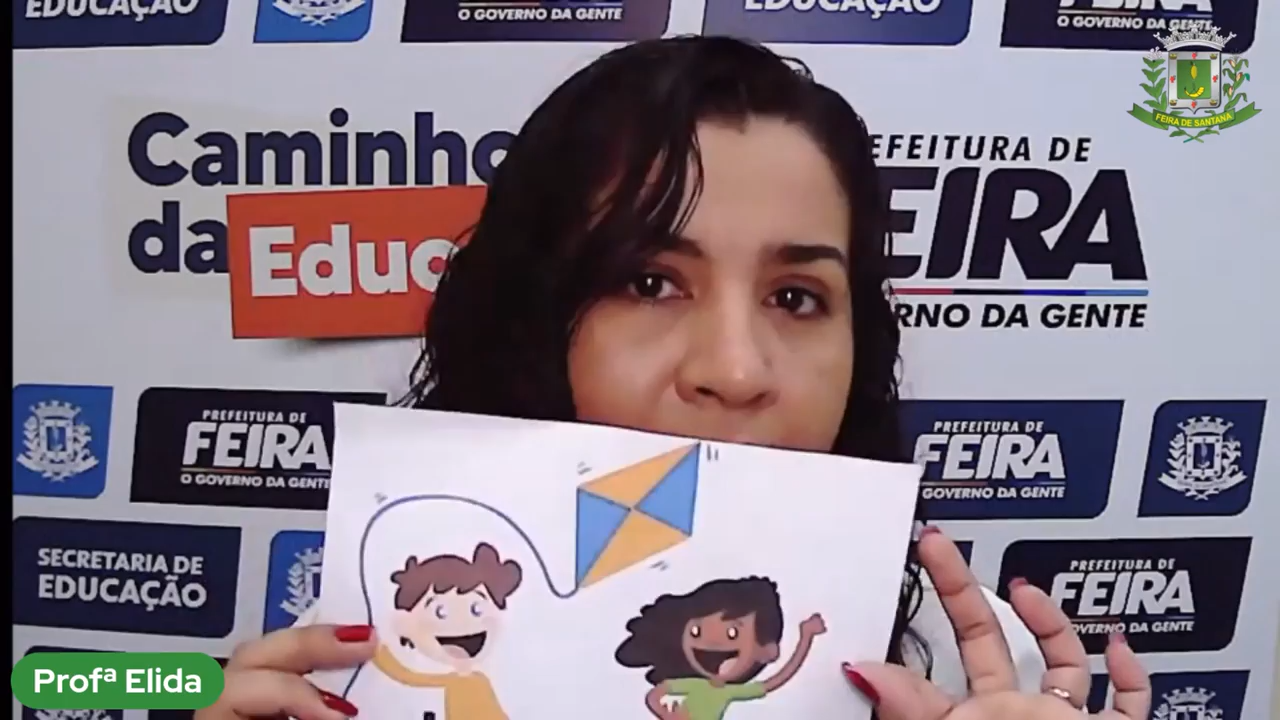 EDUCAÇÃO
O GOVERNO DA GENTE
EDUCAÇÃO
FEIRA
O GOVERNO DA GENTE
FEIRA DE SANTANA
Caminho
da
Educ
EFEITURA DE
EIRA
RNO DA GENTE
PREFEITURA DE
FEIRA
O GOVERNO DA GENTE
PREFEITURA DE
FEIRA
GOVERNO DA GENTE
SECRETARIA DE
EDUCAÇÃO
PREFEITURA DE
FEIRA
OVERNO DA GENTE
Profª Elida